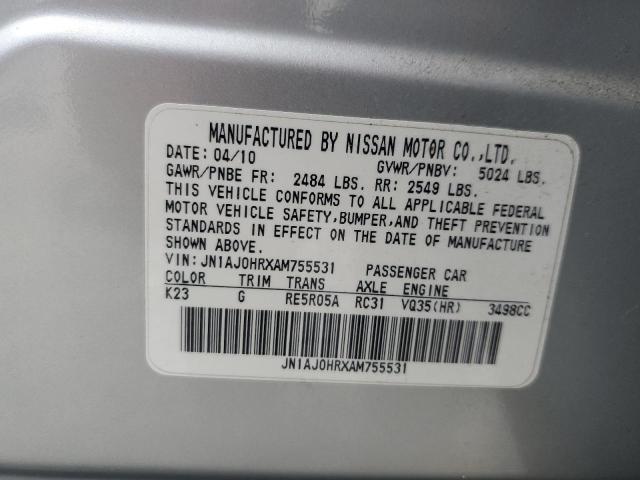 MANUFACTURED BY NISSAN MOTOR CO.,LTD.
DATE: 04/10 GVWR/PNBV: 5024 LBS.
GAWR/PNBE FR: 2484 LBS. RR: 2549 LBS.
THIS VEHICLE CONFORMS TO ALL APPLICABLE FEDERAL
MOTOR VEHICLE SAFETY,BUMPER,AND THEFT PREVENTION
STANDARDS IN EFFECT ON THE DATE OF MANUFACTURE
SHOWN ABOVE.
VIN: JN1AJ0HRXAM755531 PASSENGER CAR
COLOR TRIM TRANS AXLE ENGINE
K23 G RE5R05A RC31 VQ35(HR) 3498CC
JN1AJ0HRXAM755531